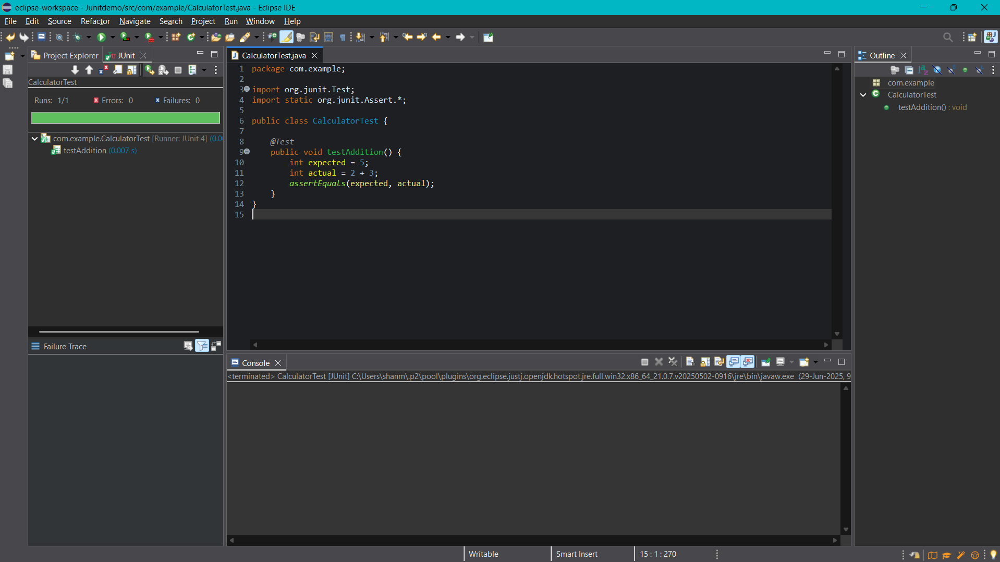 eclipse-workspace - Junitdemo/src/com/example/CalculatorTest.java - Eclipse IDE
File Edit Source Refactor Navigate Search Project Run Window Help
Project Explorer JUnit
CalculatorTest
Runs: 1/1 Errors: 0 Failures: 0
com.example.CalculatorTest [Runner: JUnit 4] (0.0
testAddition (0.007 s)
Failure Trace
CalculatorTest.java
1 package com.example;
2
3 import org.junit.Test;
4 import static org.junit.Assert.*;
5
6 public class CalculatorTest {
7
8 @Test
9 public void testAddition() {
10 int expected = 5;
11 int actual = 2 + 3;
12 assertEquals(expected, actual);
13 }
14 }
15
Console
<terminated> CalculatorTest [JUnit] C:\Users\shanm\.p2\pool\plugins\org.eclipse.justj.openjdk.hotspot.jre.full.win32.x86_64_21.0.7.v20250502-0916\jre\bin\javaw.exe (29-Jun-2025, 9
Outline
com.example
CalculatorTest
testAddition() : void
Writable Smart Insert 15 : 1 : 270